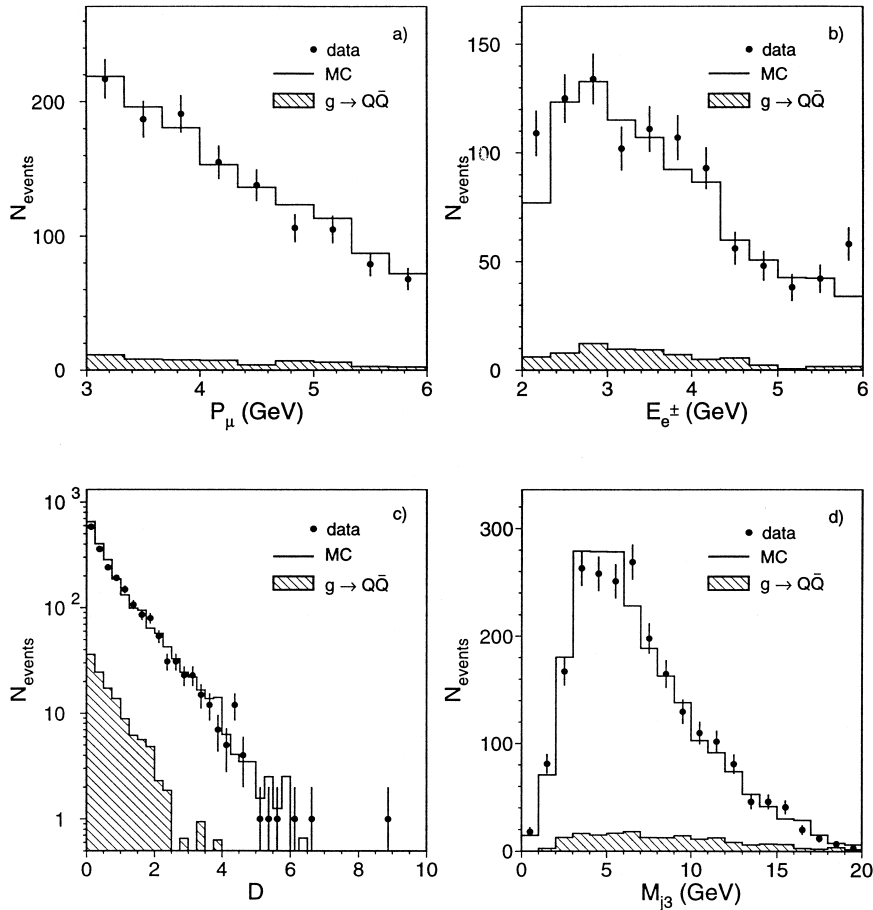 a)
data
MC
g → QQ̄
N_events
200
100
0
3
4
5
6
P_μ (GeV)
b)
data
MC
g → QQ̄
N_events
150
100
50
0
2
3
4
5
6
E_e± (GeV)
c)
data
MC
g → QQ̄
N_events
10³
10²
10
1
0
2
4
6
8
10
D
d)
data
MC
g → QQ̄
N_events
300
200
100
0
0
5
10
15
20
M_j3 (GeV)